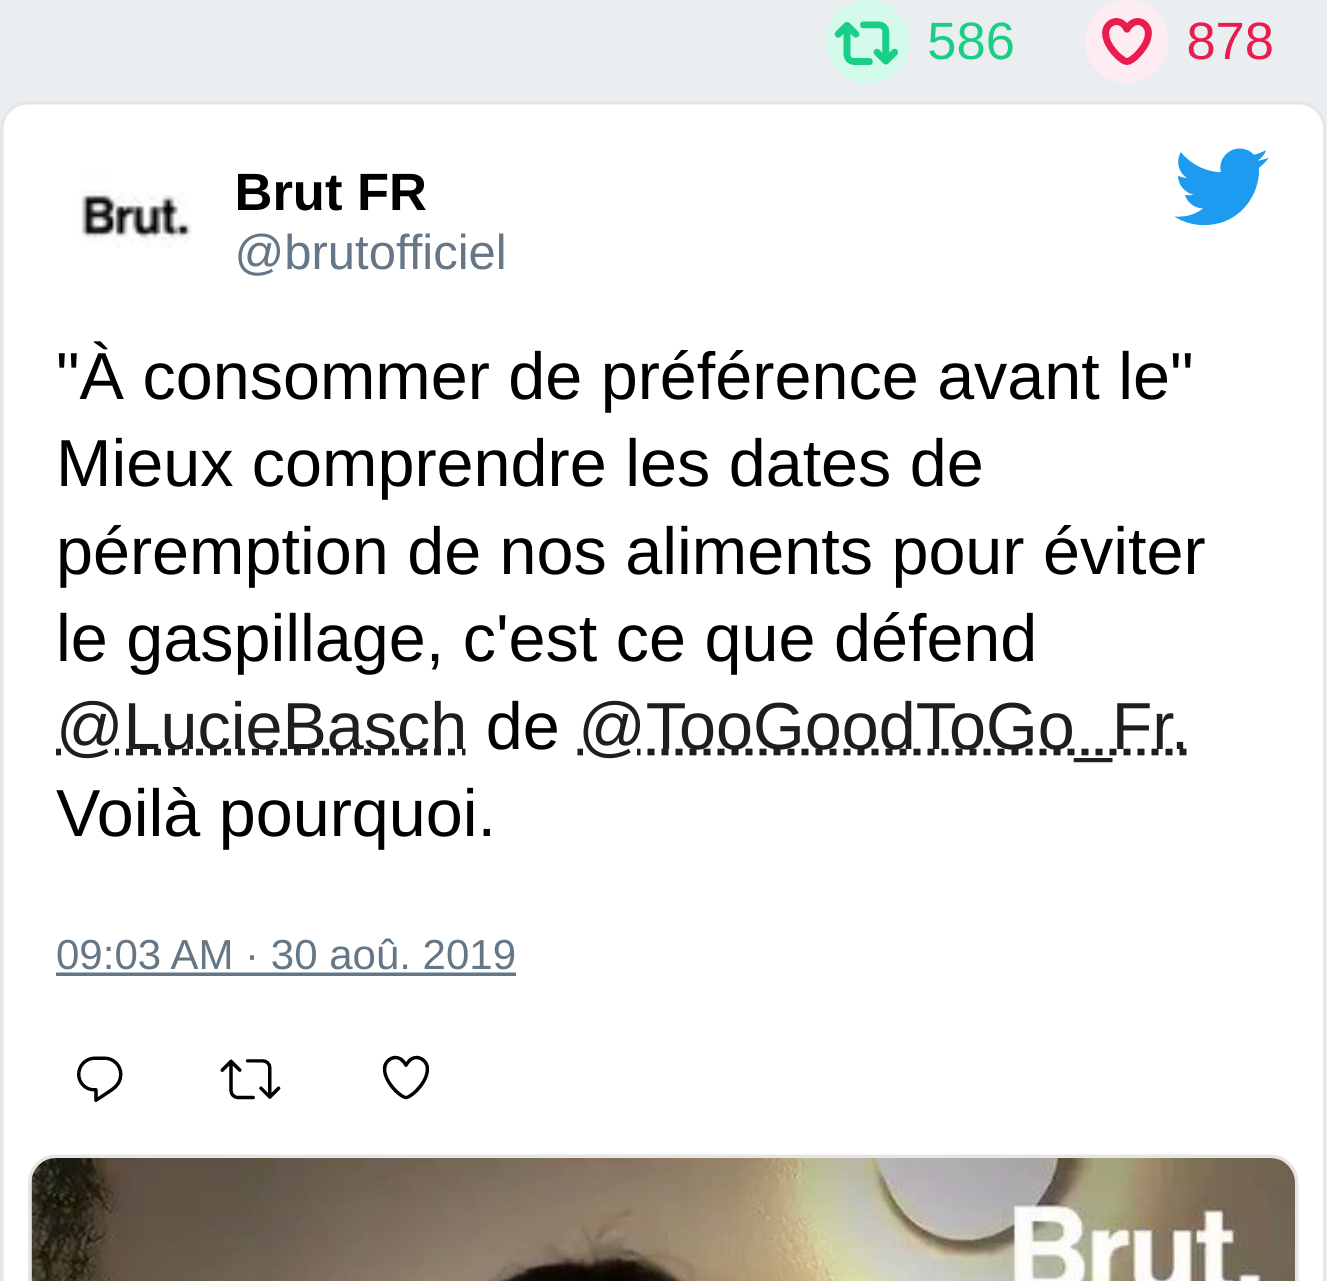 586 878
Brut.
Brut FR
@brutofficiel
"À consommer de préférence avant le"
Mieux comprendre les dates de
péremption de nos aliments pour éviter
le gaspillage, c'est ce que défend
@LucieBasch de @TooGoodToGo_Fr.
Voilà pourquoi.
09:03 AM · 30 aoû. 2019
Brut.